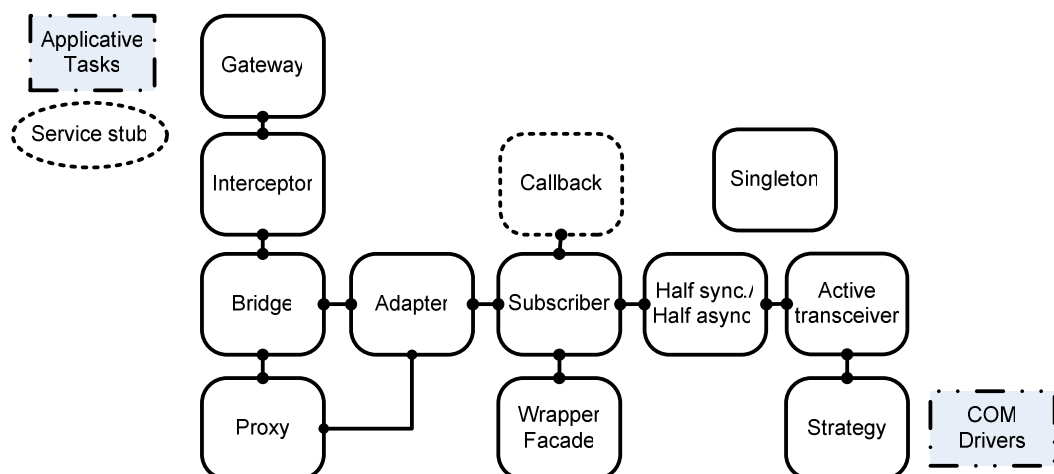 Applicative
Tasks
Service stub
Gateway
Interceptor
Callback
Singleton
Bridge
Adapter
Subscriber
Half sync./
Half async
Active
transceiver
Proxy
Wrapper
Facade
Strategy
COM
Drivers